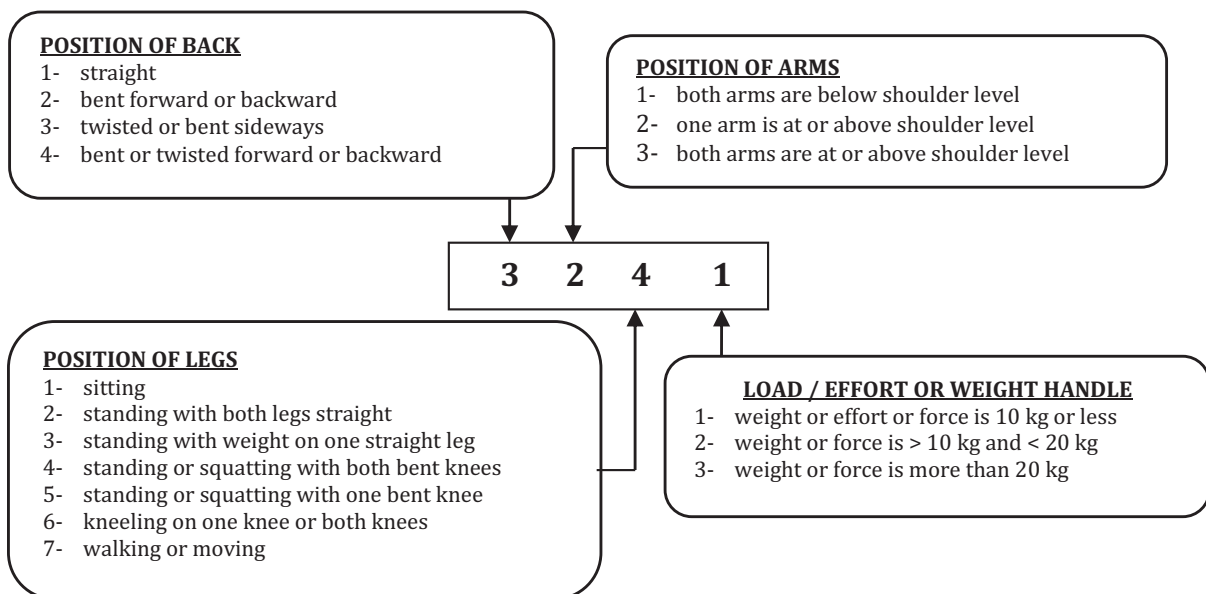 POSITION OF BACK
1- straight
2- bent forward or backward
3- twisted or bent sideways
4- bent or twisted forward or backward
POSITION OF ARMS
1- both arms are below shoulder level
2- one arm is at or above shoulder level
3- both arms are at or above shoulder level
3 2 4 1
POSITION OF LEGS
1- sitting
2- standing with both legs straight
3- standing with weight on one straight leg
4- standing or squatting with both bent knees
5- standing or squatting with one bent knee
6- kneeling on one knee or both knees
7- walking or moving
LOAD / EFFORT OR WEIGHT HANDLE
1- weight or effort or force is 10 kg or less
2- weight or force is > 10 kg and < 20 kg
3- weight or force is more than 20 kg